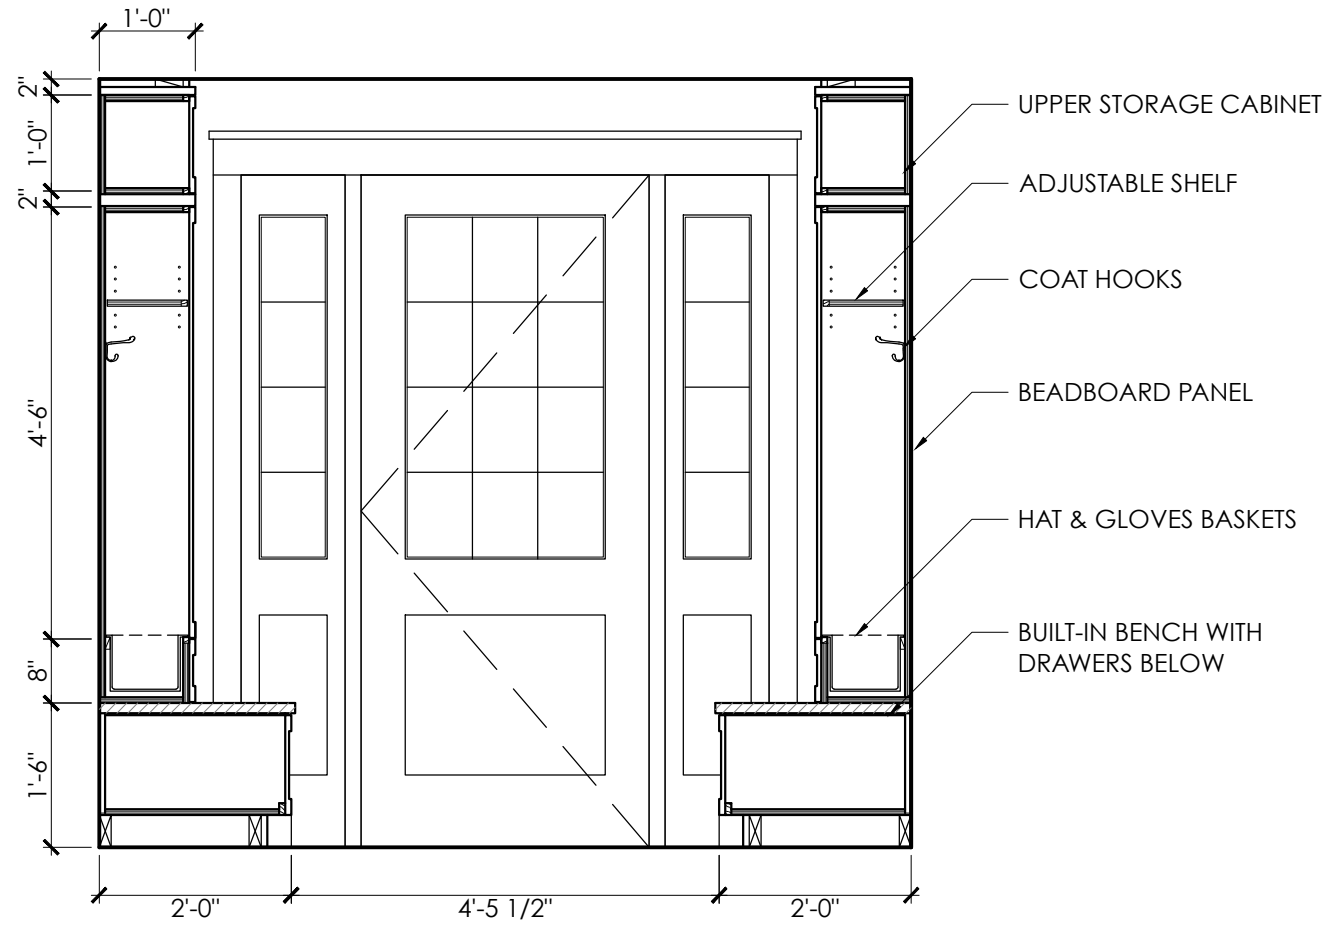 1'-0"
2"
1'-0"
2"
4'-6"
8"
1'-6"
2'-0"
4'-5 1/2"
2'-0"
UPPER STORAGE CABINET
ADJUSTABLE SHELF
COAT HOOKS
BEADBOARD PANEL
HAT & GLOVES BASKETS
BUILT-IN BENCH WITH
DRAWERS BELOW